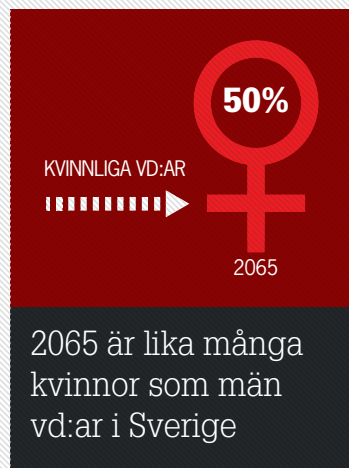 50%
KVINNLIGA VD:AR
2065
2065 är lika många
kvinnor som män
vd:ar i Sverige